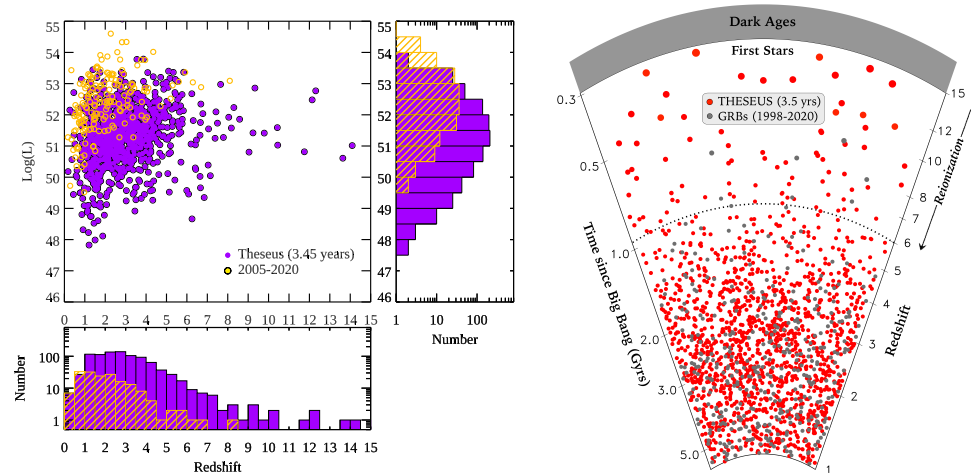 55
54
53
52
51
50
49
48
47
46
Log(L)
Theseus (3.45 years)
2005-2020
0 1 2 3 4 5 6 7 8 9 10 11 12 13 14 15
55
54
53
52
51
50
49
48
47
46
1 10 100
Number
100
10
1
Number
0 1 2 3 4 5 6 7 8 9 10 11 12 13 14 15
Redshift
Dark Ages
First Stars
THESEUS (3.5 yrs)
GRBs (1998-2020)
0.3
0.5
1.0
2.0
3.0
5.0
Time since Big Bang (Gyrs)
15
12
10
8
7
6
5
4
3
2
1
Reionization
Redshift